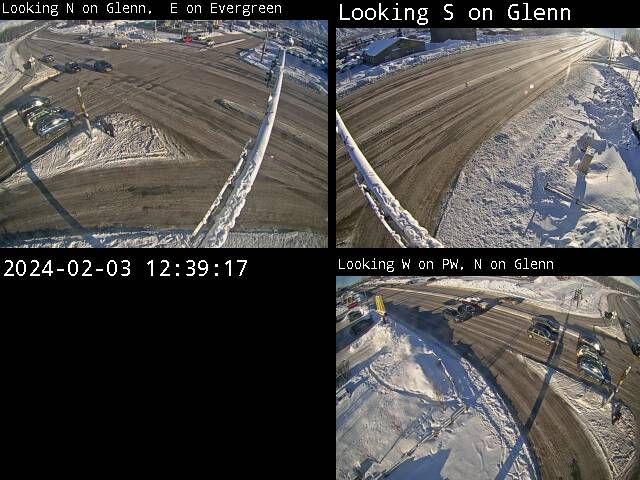 Looking N on Glenn,  E on Evergreen
Looking S on Glenn
2024-02-03 12:39:17
Looking W on PW, N on Glenn